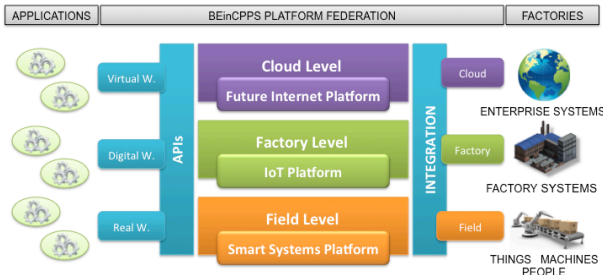 APPLICATIONS
BEinCPPS PLATFORM FEDERATION
FACTORIES
Virtual W.
Digital W.
Real W.
APIs
Cloud Level
Future Internet Platform
Factory Level
IoT Platform
Field Level
Smart Systems Platform
INTEGRATION
Cloud
ENTERPRISE SYSTEMS
Factory
FACTORY SYSTEMS
Field
THINGS MACHINES
PEOPLE